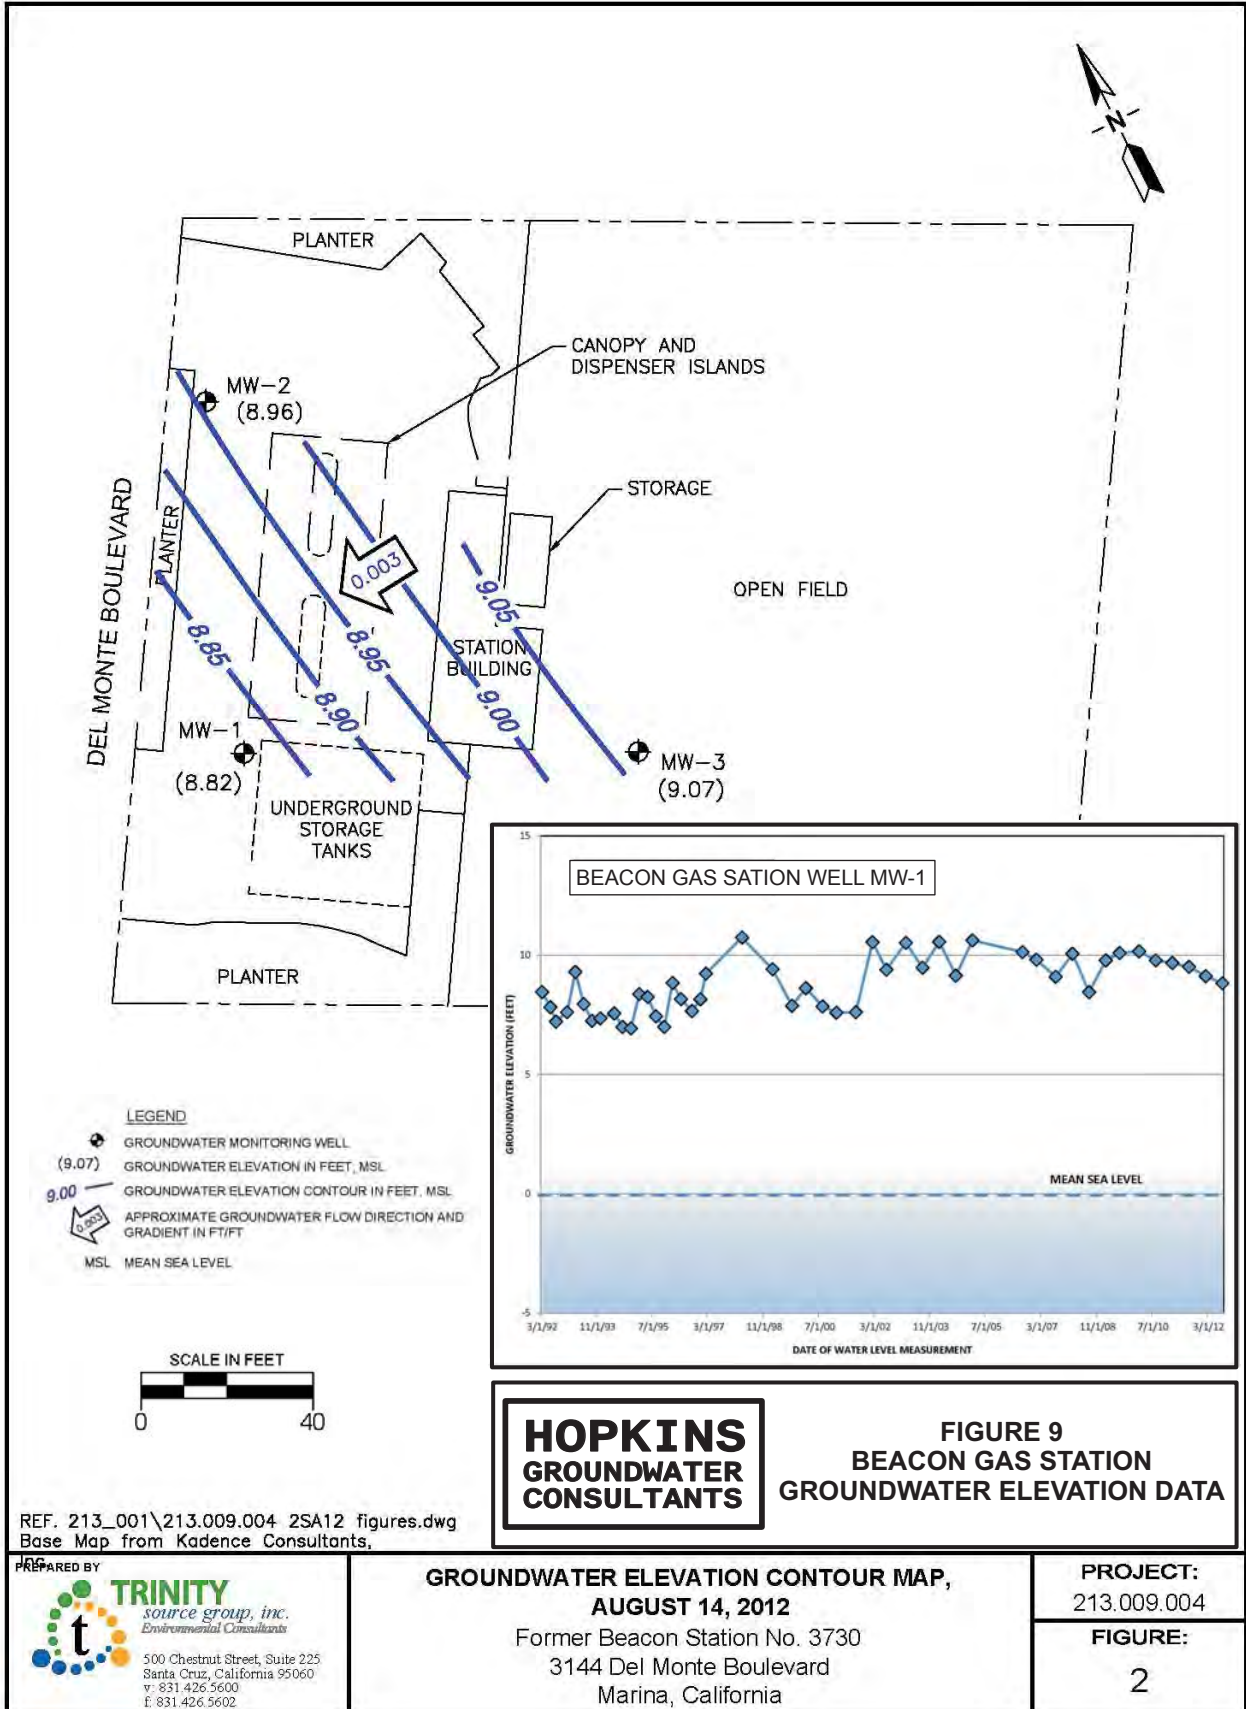 N
PLANTER
CANOPY AND
DISPENSER ISLANDS
MW-2
(8.96)
STORAGE
DEL MONTE BOULEVARD
PLANTER
0.003
OPEN FIELD
9.05
8.85
8.95
STATION
BUILDING
8.90
9.00
MW-1
(8.82)
MW-3
(9.07)
UNDERGROUND
STORAGE
TANKS
PLANTER
BEACON GAS SATION WELL MW-1
15
10
5
0
-5
GROUNDWATER ELEVATION (FEET)
MEAN SEA LEVEL
3/1/92 11/1/93 7/1/95 3/1/97 11/1/98 7/1/00 3/1/02 11/1/03 7/1/05 3/1/07 11/1/08 7/1/10 3/1/12
DATE OF WATER LEVEL MEASUREMENT
LEGEND
GROUNDWATER MONITORING WELL
(9.07) GROUNDWATER ELEVATION IN FEET, MSL
9.00 GROUNDWATER ELEVATION CONTOUR IN FEET, MSL
0.003 APPROXIMATE GROUNDWATER FLOW DIRECTION AND
GRADIENT IN FT/FT
MSL MEAN SEA LEVEL
SCALE IN FEET
0 40
HOPKINS
GROUNDWATER
CONSULTANTS
FIGURE 9
BEACON GAS STATION
GROUNDWATER ELEVATION DATA
REF. 213_001\213.009.004 2SA12 figures.dwg
Base Map from Kadence Consultants,
Inc.
PREPARED BY
t
TRINITY
source group, inc.
Environmental Consultants
500 Chestnut Street, Suite 225
Santa Cruz, California 95060
v: 831.426.5600
f: 831.426.5602
GROUNDWATER ELEVATION CONTOUR MAP,
AUGUST 14, 2012
Former Beacon Station No. 3730
3144 Del Monte Boulevard
Marina, California
PROJECT:
213.009.004
FIGURE:
2